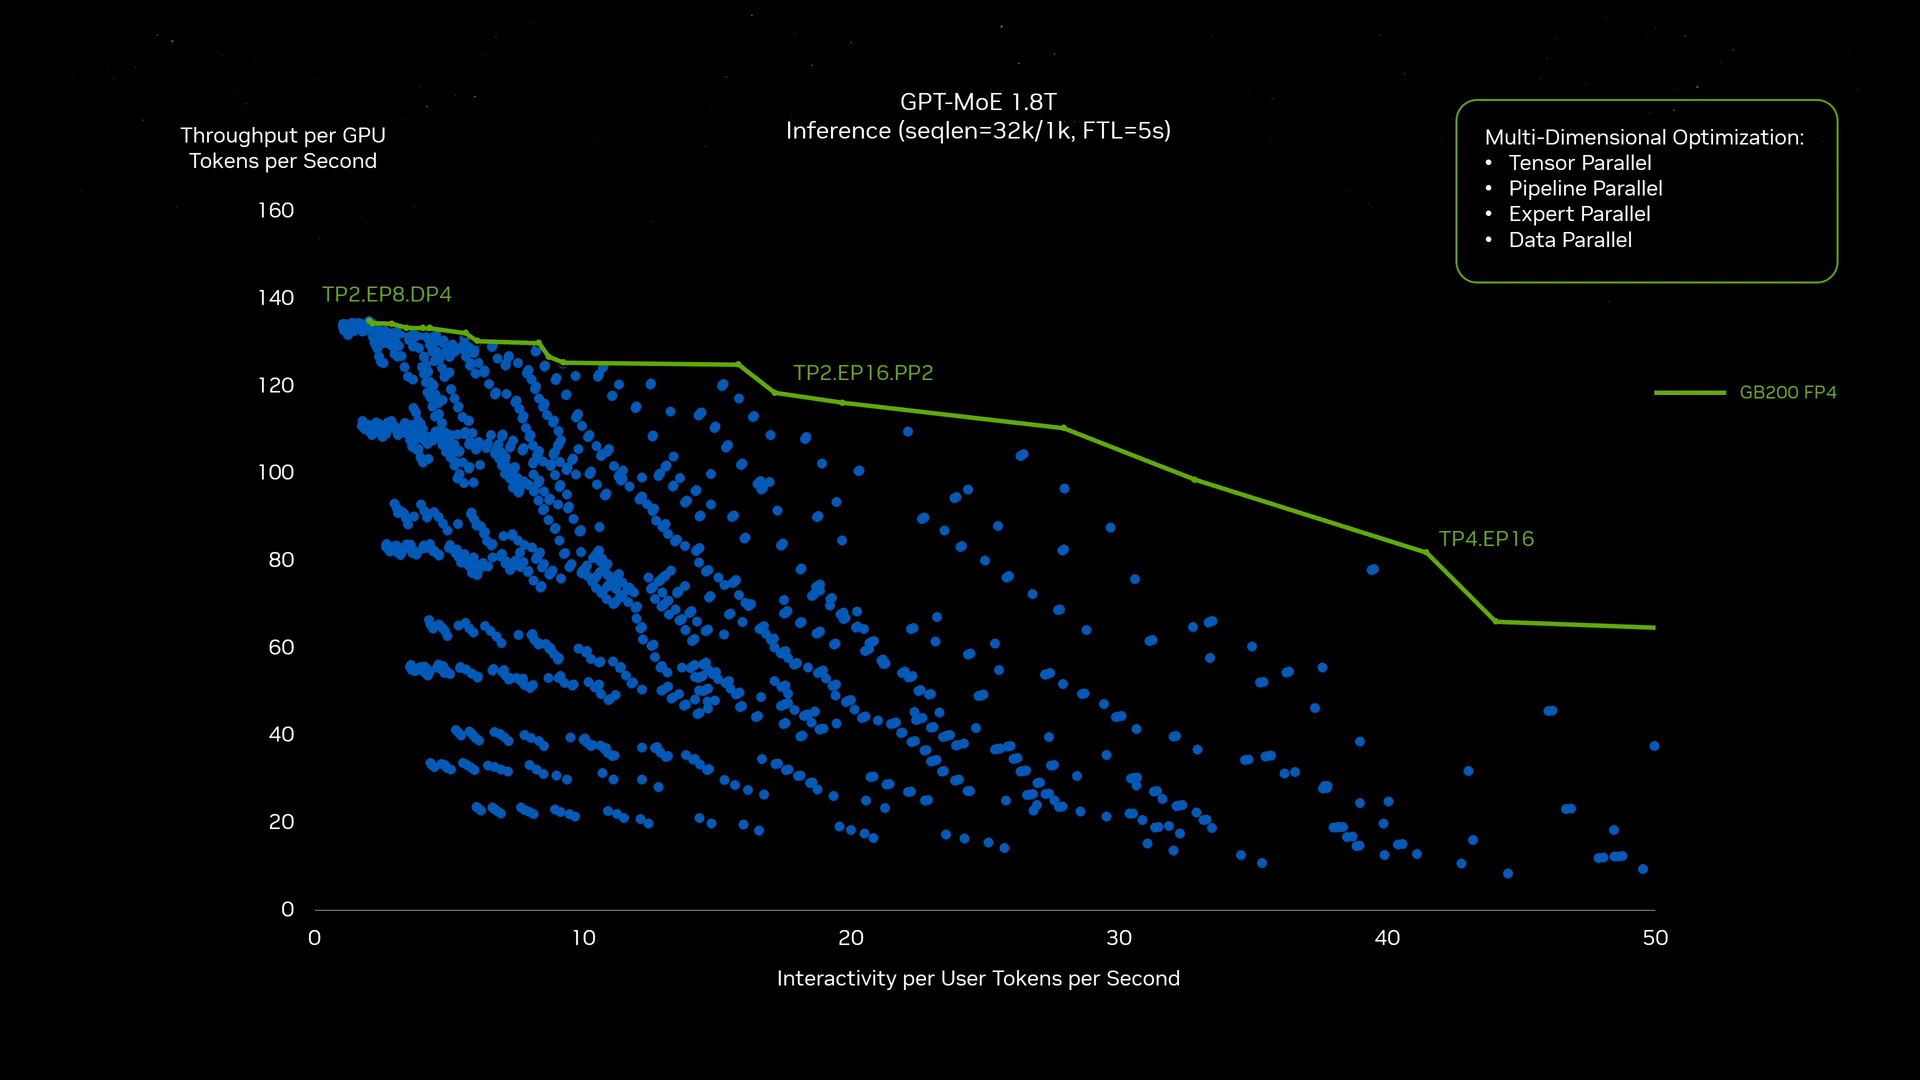 GPT-MoE 1.8T
Inference (seqlen=32k/1k, FTL=5s)
Throughput per GPU
Tokens per Second
Multi-Dimensional Optimization:
• Tensor Parallel
• Pipeline Parallel
• Expert Parallel
• Data Parallel
160
140
120
100
80
60
40
20
0
TP2.EP8.DP4
TP2.EP16.PP2
GB200 FP4
TP4.EP16
0 10 20 30 40 50
Interactivity per User Tokens per Second